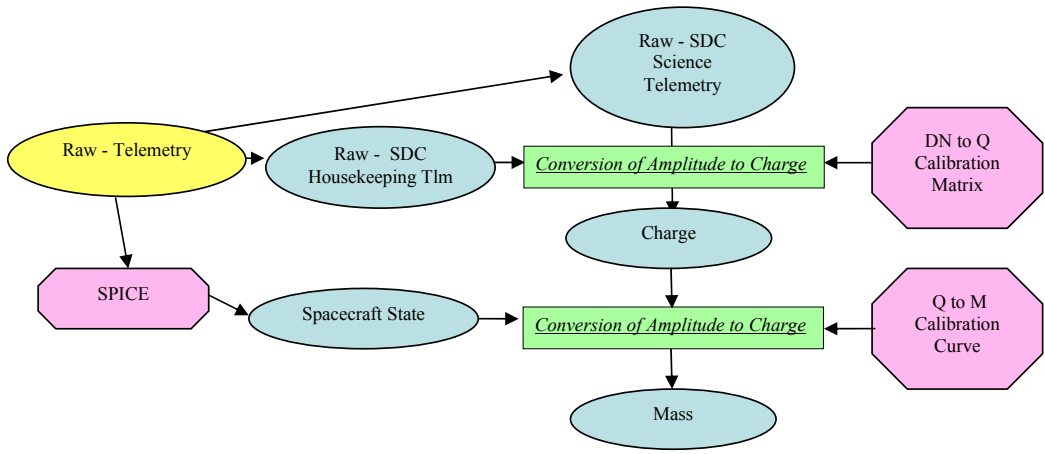 Raw - SDC
Science
Telemetry
Raw - Telemetry
Raw - SDC
Housekeeping Tlm
Conversion of Amplitude to Charge
DN to Q
Calibration
Matrix
Charge
SPICE
Spacecraft State
Conversion of Amplitude to Charge
Q to M
Calibration
Curve
Mass